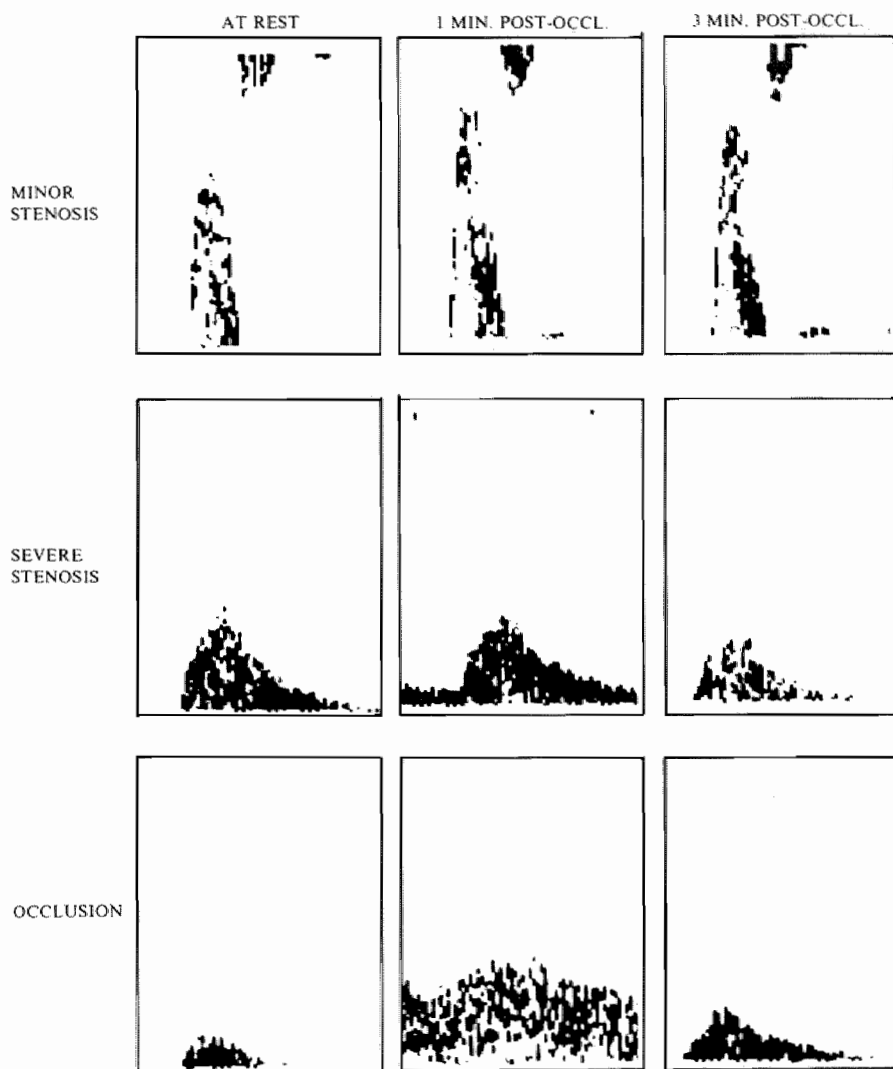 AT REST
1 MIN. POST-OCCL.
3 MIN. POST-OCCL.
MINOR
STENOSIS
SEVERE
STENOSIS
OCCLUSION